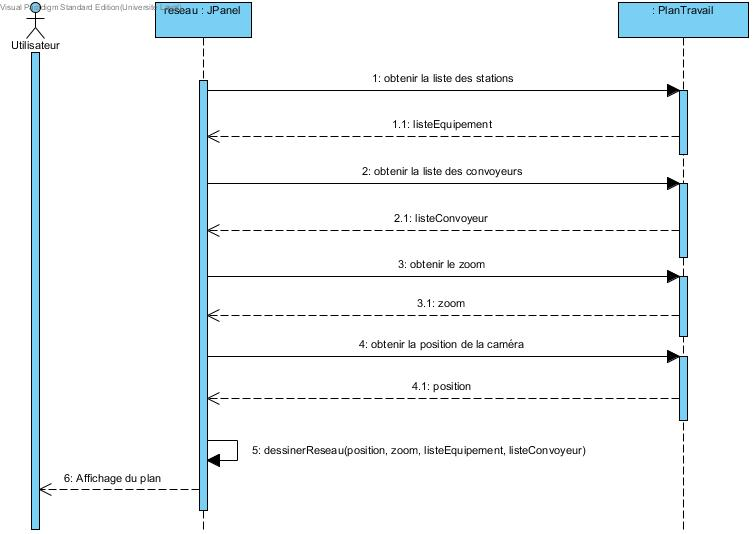 Visual Paradigm Standard Edition(Universite Laval)
Utilisateur
reseau : JPanel
: PlanTravail
1: obtenir la liste des stations
1.1: listeEquipement
2: obtenir la liste des convoyeurs
2.1: listeConvoyeur
3: obtenir le zoom
3.1: zoom
4: obtenir la position de la caméra
4.1: position
5: dessinerReseau(position, zoom, listeEquipement, listeConvoyeur)
6: Affichage du plan